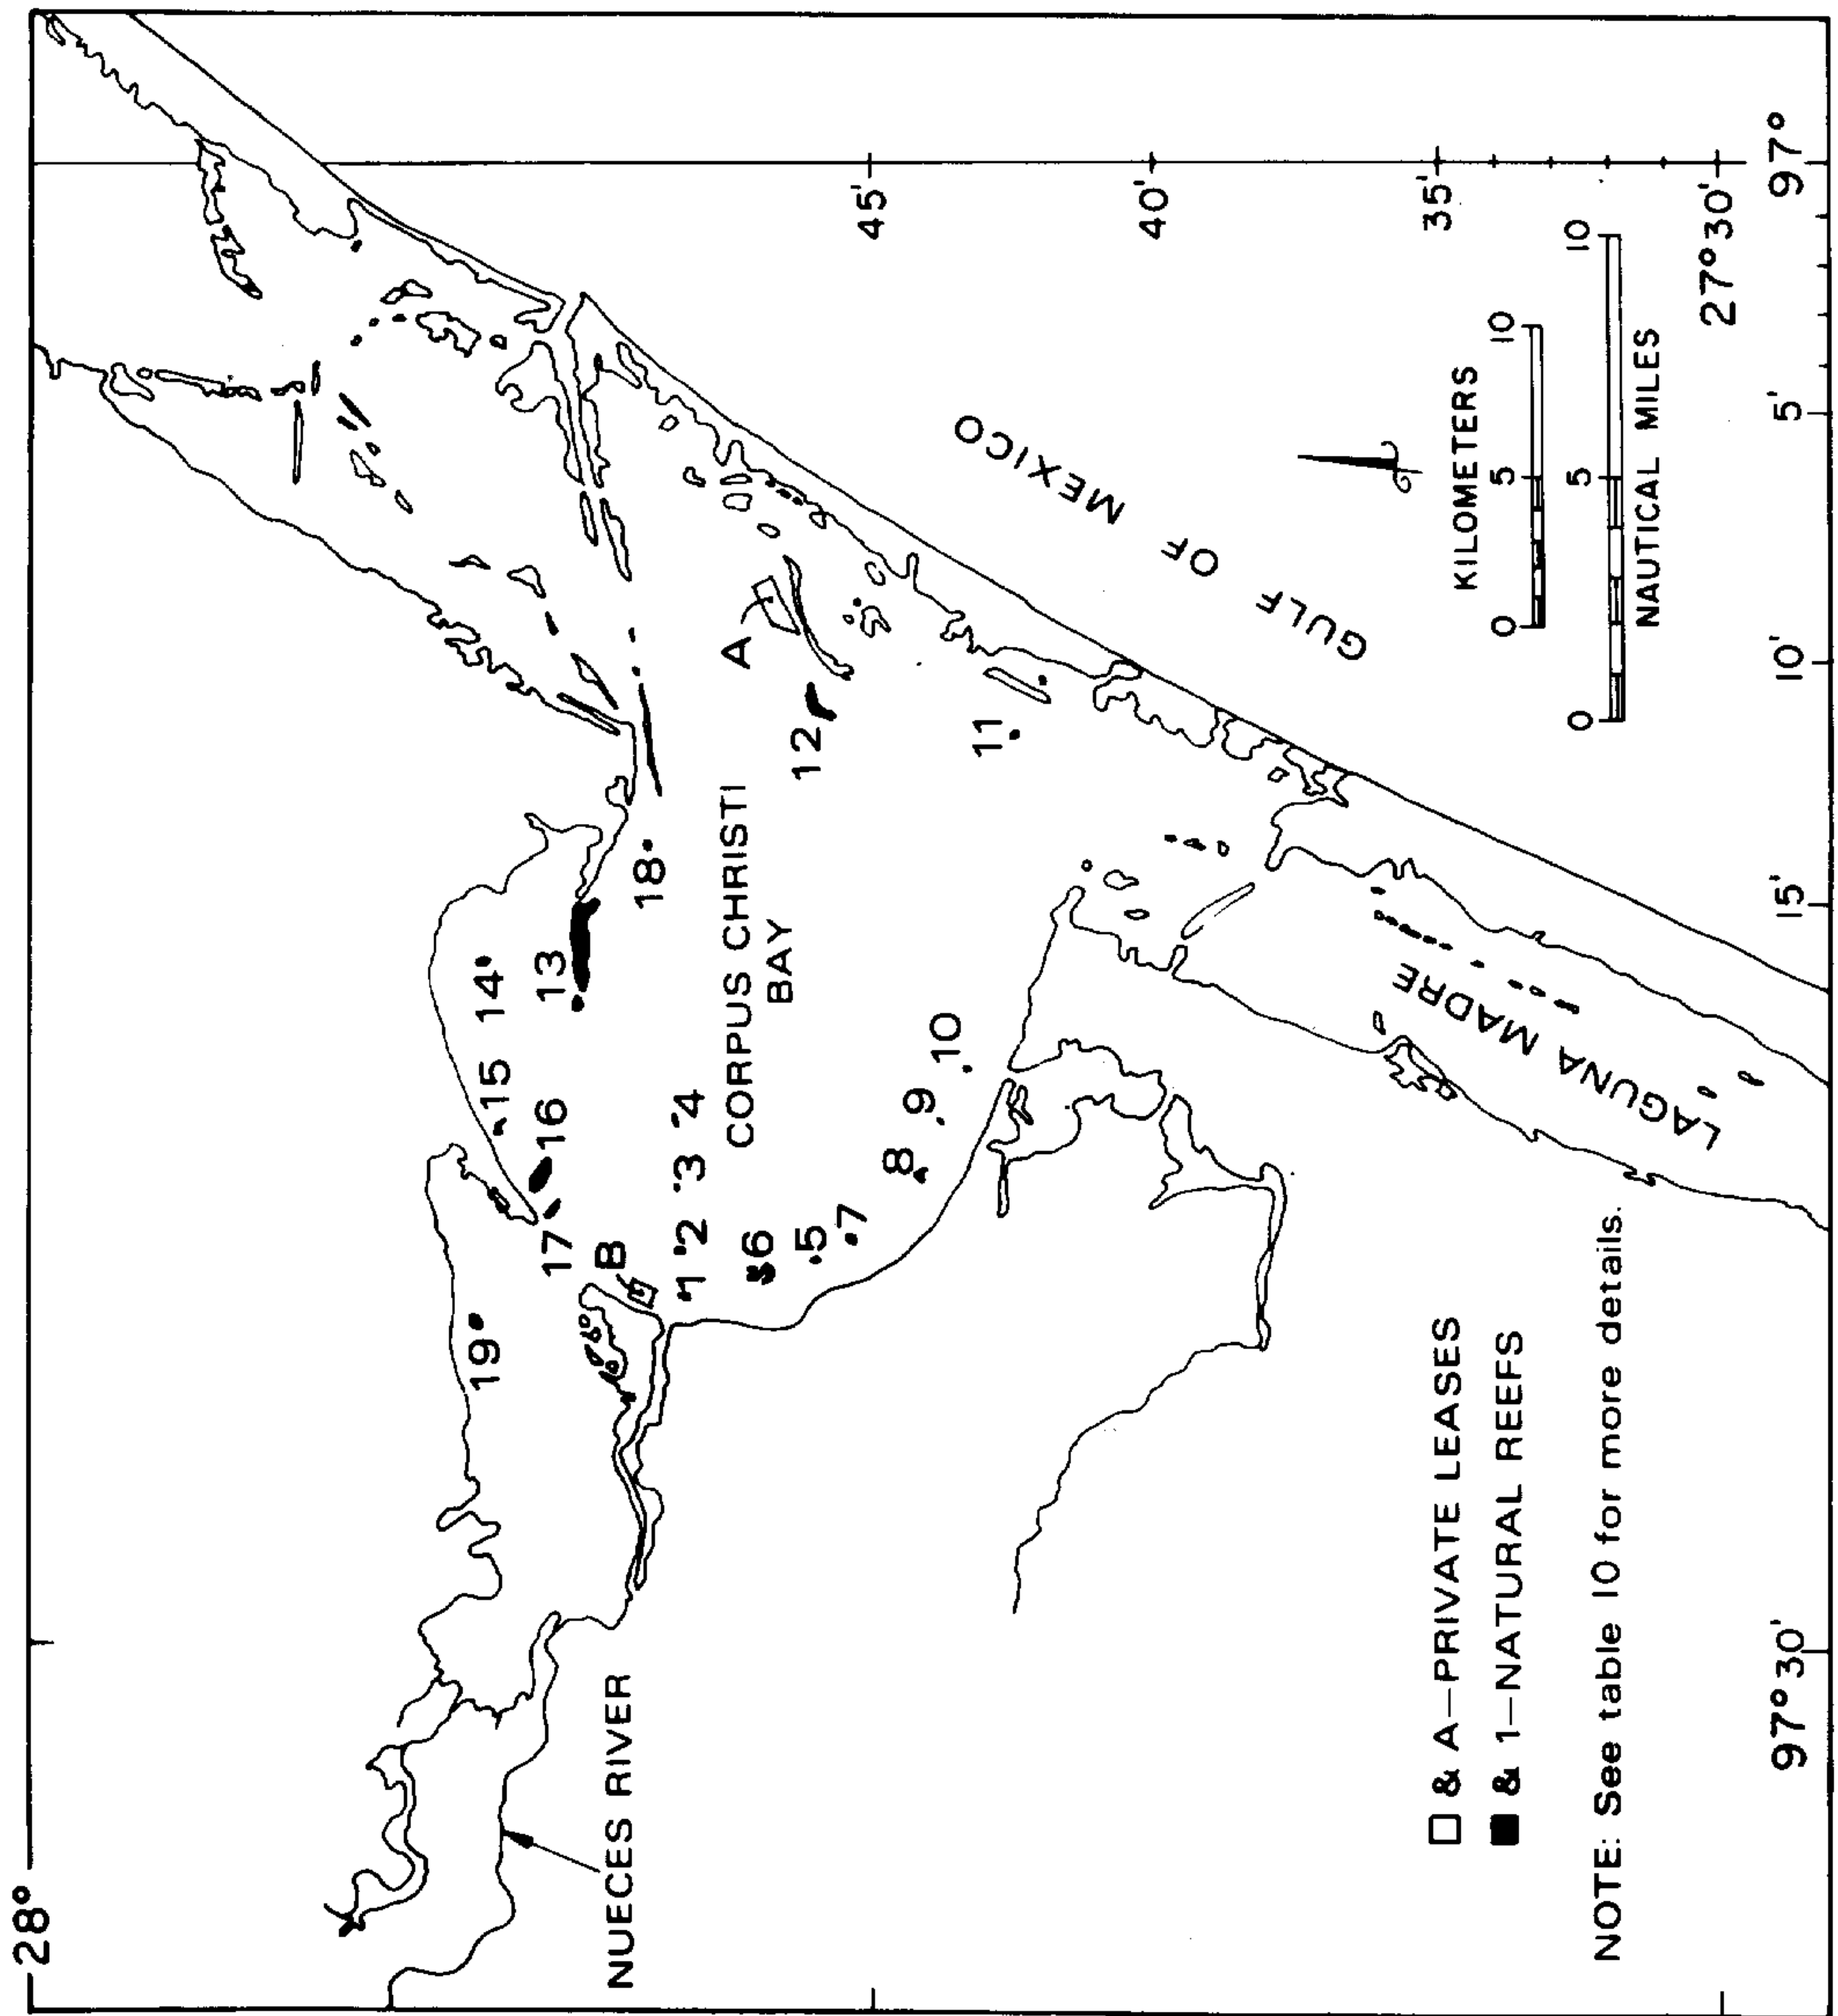 28°
NUECES RIVER
19
17
16
15
14
13
18
B
1
2
3
4
6
5
7
8
9
10
CORPUS CHRISTI
BAY
12
11
A
GULF OF MEXICO
LAGUNA MADRE
45'
40'
35'
27°30'
97°
5'
10'
15'
97°30'
KILOMETERS
0 5 10
0 5 10
NAUTICAL MILES
& A—PRIVATE LEASES
& 1—NATURAL REEFS
NOTE: See table 10 for more details.